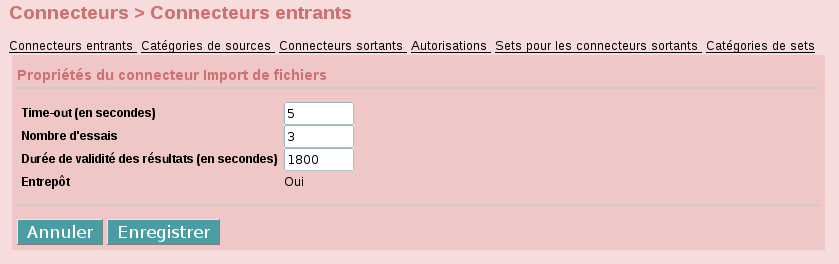 Connecteurs > Connecteurs entrants
Connecteurs entrants Catégories de sources Connecteurs sortants Autorisations Sets pour les connecteurs sortants Catégories de sets
Propriétés du connecteur Import de fichiers
Time-out (en secondes) 5
Nombre d'essais 3
Durée de validité des résultats (en secondes) 1800
Entrepôt Oui
Annuler Enregistrer